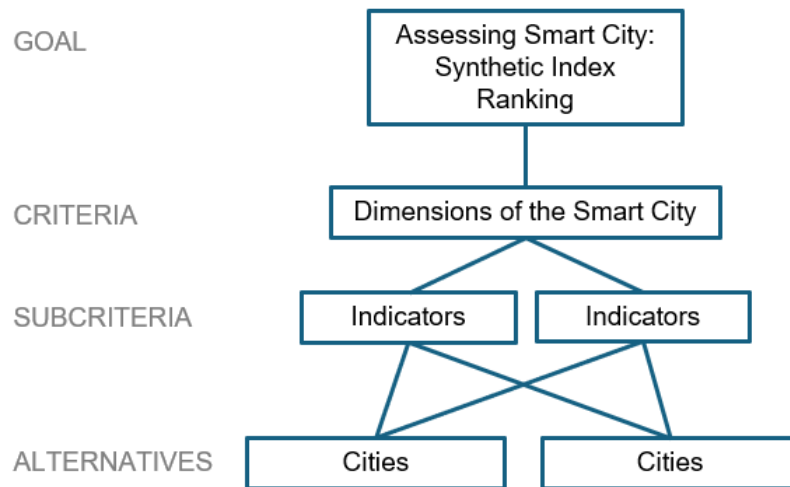 GOAL
Assessing Smart City:
Synthetic Index
Ranking
CRITERIA
Dimensions of the Smart City
SUBCRITERIA
Indicators
Indicators
ALTERNATIVES
Cities
Cities